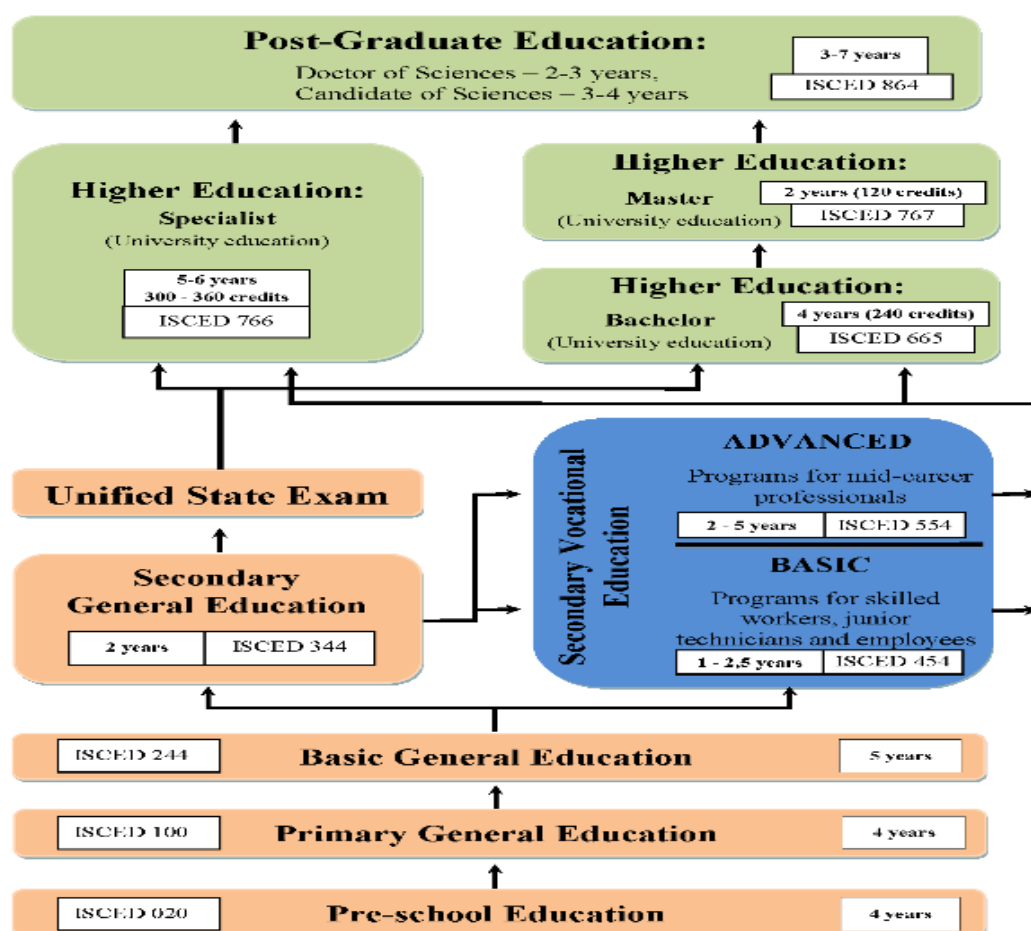 Post-Graduate Education:
Doctor of Sciences – 2-3 years,
Candidate of Sciences – 3-4 years
3-7 years
ISCED 864
Higher Education:
Specialist
(University education)
5-6 years
300 - 360 credits
ISCED 766
Higher Education:
Master
(University education)
2 years (120 credits)
ISCED 767
Higher Education:
Bachelor
(University education)
4 years (240 credits)
ISCED 665
Unified State Exam
Secondary
General Education
2 years
ISCED 344
Secondary Vocational
Education
ADVANCED
Programs for mid-career
professionals
2 - 5 years
ISCED 554
BASIC
Programs for skilled
workers, junior
technicians and employees
1 - 2,5 years
ISCED 454
ISCED 244
Basic General Education
5 years
ISCED 100
Primary General Education
4 years
ISCED 020
Pre-school Education
4 years